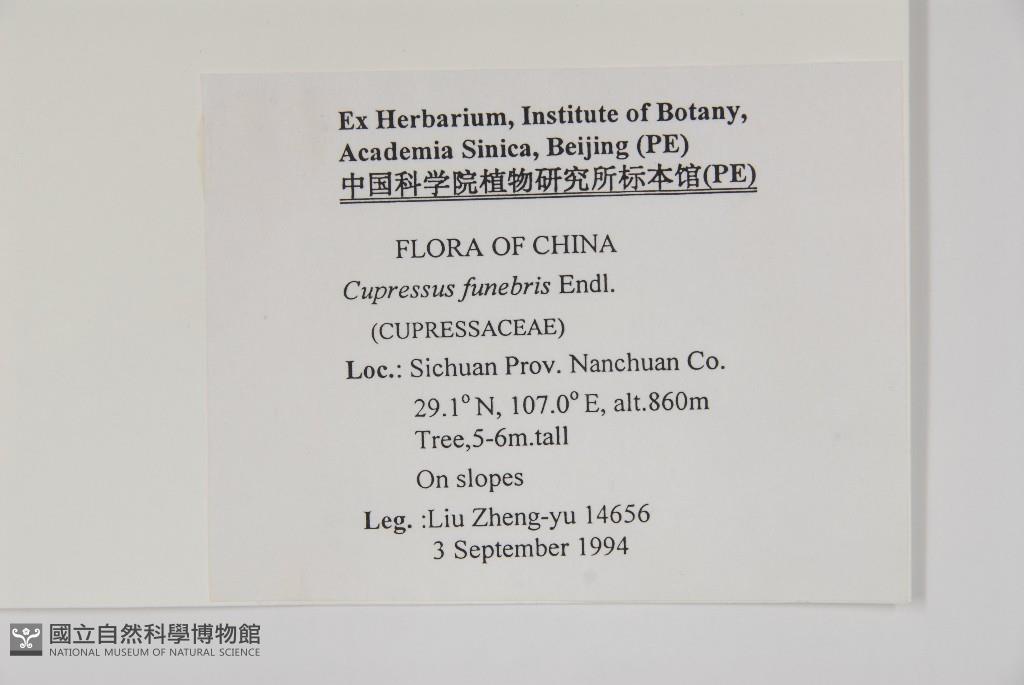 Ex Herbarium, Institute of Botany,
Academia Sinica, Beijing (PE)
中国科学院植物研究所标本馆(PE)
FLORA OF CHINA
Cupressus funebris Endl.
(CUPRESSACEAE)
Loc.: Sichuan Prov. Nanchuan Co.
29.1° N, 107.0° E, alt.860m
Tree,5-6m.tall
On slopes
Leg. :Liu Zheng-yu 14656
3 September 1994
國立自然科學博物館
NATIONAL MUSEUM OF NATURAL SCIENCE